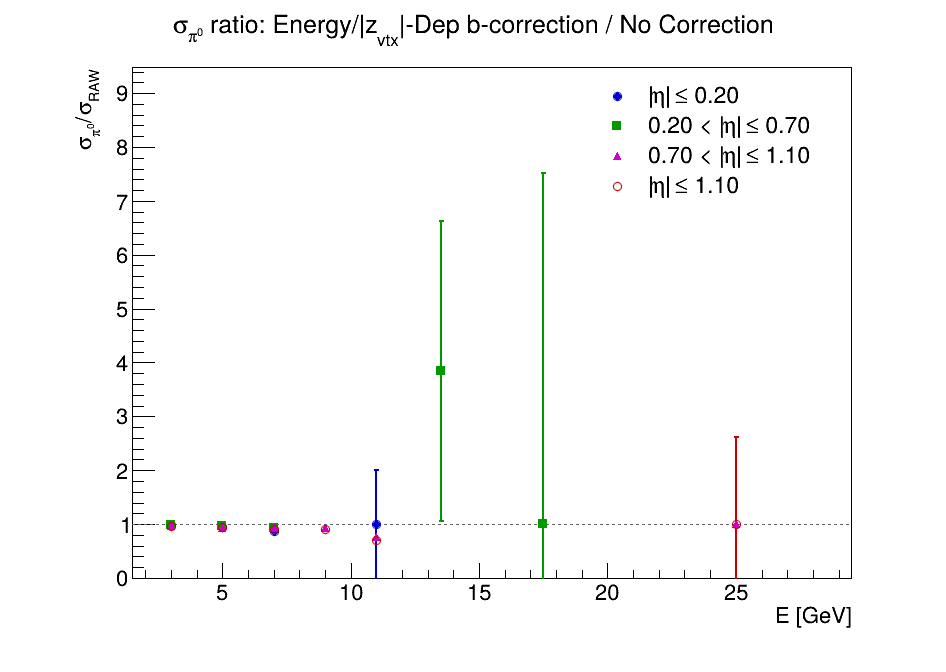 σπ⁰ ratio: Energy/|zvtx|-Dep b-correction / No Correction
σπ⁰/σRAW
9
8
7
6
5
4
3
2
1
0
|η| ≤ 0.20
0.20 < |η| ≤ 0.70
0.70 < |η| ≤ 1.10
|η| ≤ 1.10
5 10 15 20 25
E [GeV]